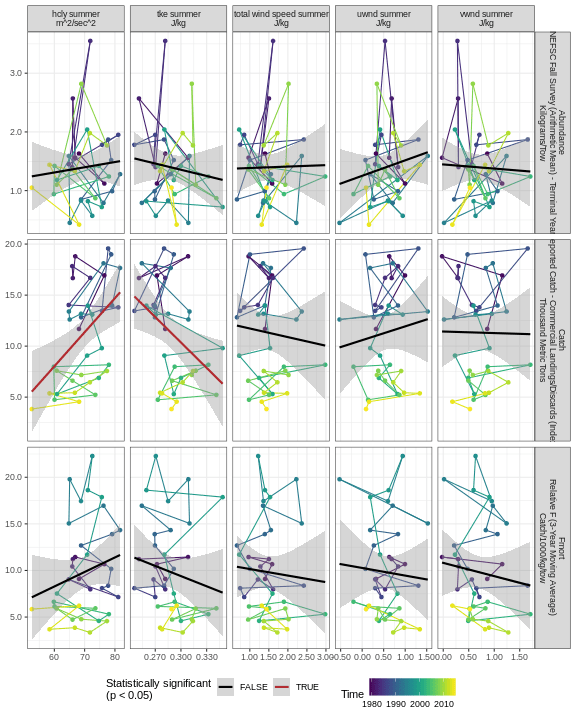 hcly summer
m^2/sec^2
tke summer
J/kg
total wind speed summer
J/kg
uwnd summer
J/kg
vwnd summer
J/kg
3.0
2.0
1.0
Abundance
NEFSC Fall Survey (Arithmetic Mean) - Terminal Year
Kilograms/tow
20.0
15.0
10.0
5.0
Catch
eported Catch - Commercial Landings/Discards (Inde
Thousand Metric Tons
20.0
15.0
10.0
5.0
Fmort
Relative F (3-Year Moving Average)
Catch/1000/kg/tow
60 70 80
0.270 0.300 0.330
1.00 1.50 2.00 2.50 3.00
0.50 0.00 0.50 1.00 1.50
0.00 0.50 1.00 1.50
Statistically significant
(p < 0.05)
FALSE
TRUE
Time
1980 1990 2000 2010